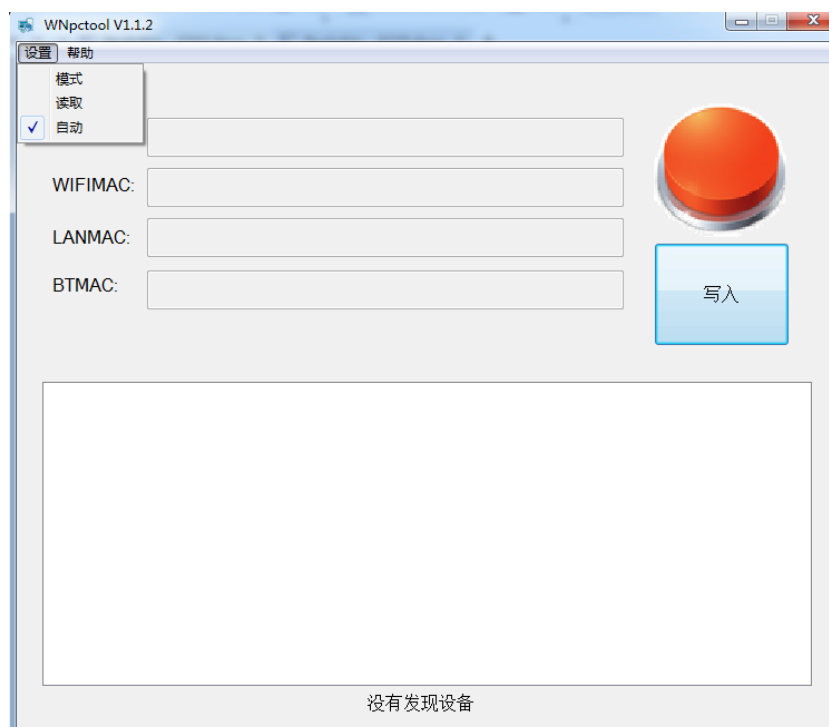 WNpctool V1.1.2
设置 帮助
模式
读取
自动
WIFIMAC:
LANMAC:
BTMAC:
写入
没有发现设备